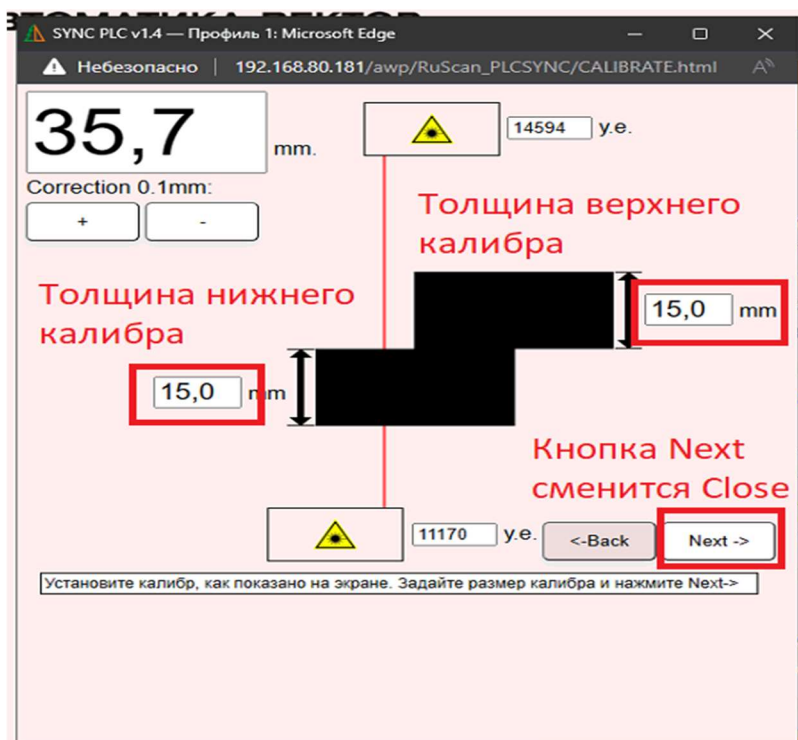 SYNC PLC v1.4 — Профиль 1: Microsoft Edge
Небезопасно | 192.168.80.181/awp/RuScan_PLCSYNC/CALIBRATE.html
35,7 mm.
14594 y.e.
Correction 0.1mm:
+ -
Толщина верхнего
калибра
Толщина нижнего
калибра
15,0 mm
15,0 mm
Кнопка Next
сменится Close
11170 y.e. <-Back Next ->
Установите калибр, как показано на экране. Задайте размер калибра и нажмите Next->